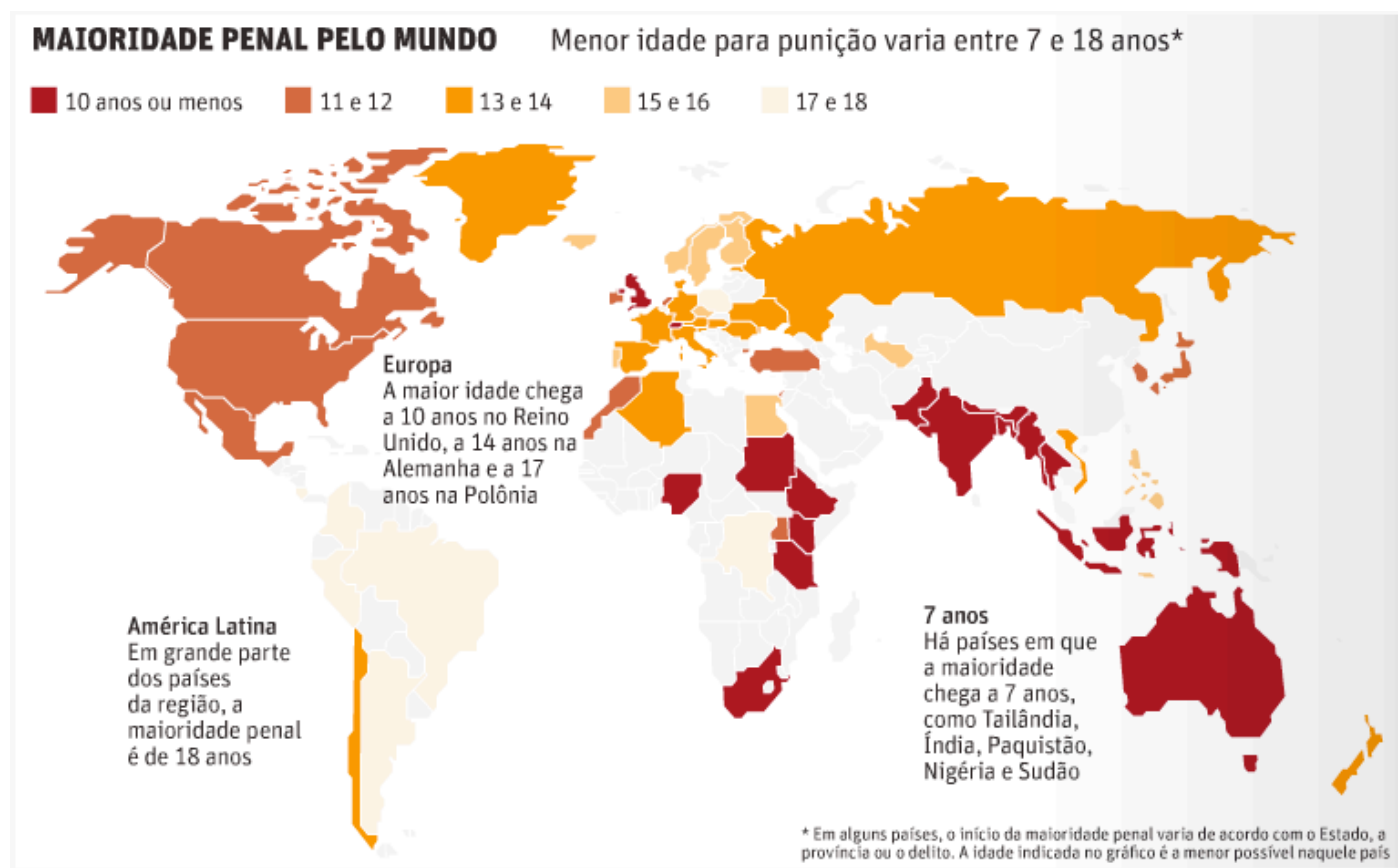 MAIORIDADE PENAL PELO MUNDO Menor idade para punição varia entre 7 e 18 anos*
10 anos ou menos 11 e 12 13 e 14 15 e 16 17 e 18
Europa
A maior idade chega
a 10 anos no Reino
Unido, a 14 anos na
Alemanha e a 17
anos na Polônia
América Latina
Em grande parte
dos países
da região, a
maioridade penal
é de 18 anos
7 anos
Há países em que
a maioridade
chega a 7 anos,
como Tailândia,
Índia, Paquistão,
Nigéria e Sudão
* Em alguns países, o início da maioridade penal varia de acordo com o Estado, a
província ou o delito. A idade indicada no gráfico é a menor possível naquele país